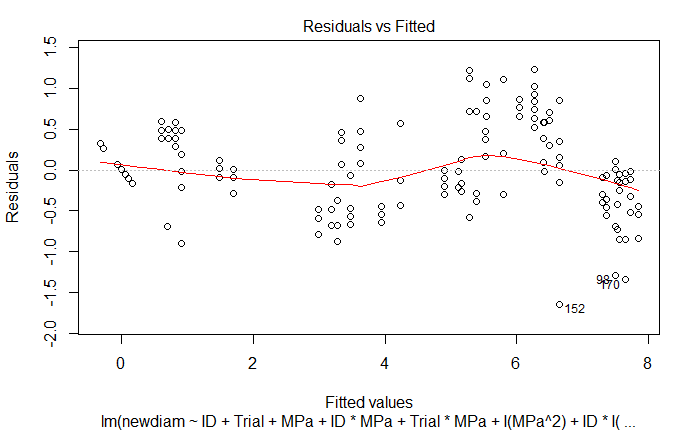 Residuals vs Fitted
Residuals
1.5
1.0
0.5
0.0
-0.5
-1.0
-1.5
-2.0
98
170
152
0 2 4 6 8
Fitted values
lm(newdiam ~ ID + Trial + MPa + ID * MPa + Trial * MPa + I(MPa^2) + ID * I( ...